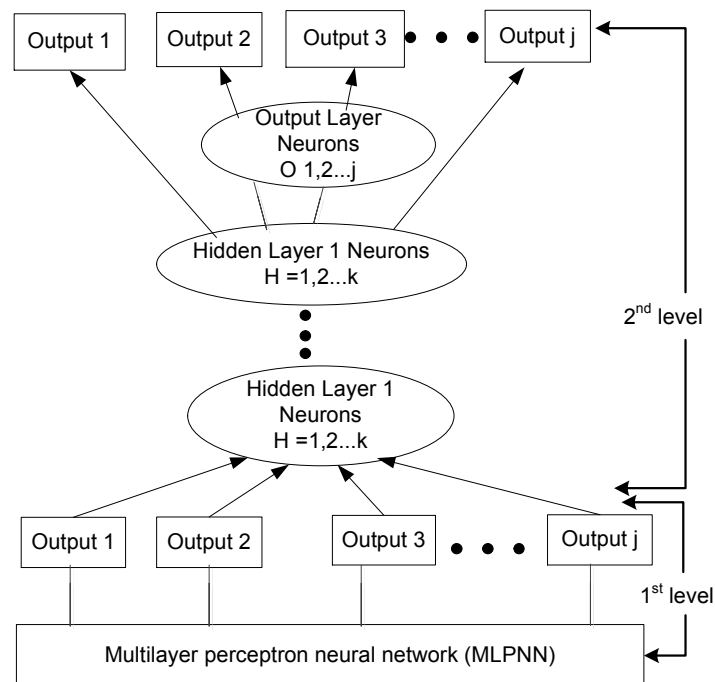 Output 1
Output 2
Output 3
Output j
Output Layer
Neurons
O 1,2...j
Hidden Layer 1 Neurons
H =1,2...k
2nd level
Hidden Layer 1
Neurons
H =1,2...k
Output 1
Output 2
Output 3
Output j
1st level
Multilayer perceptron neural network (MLPNN)